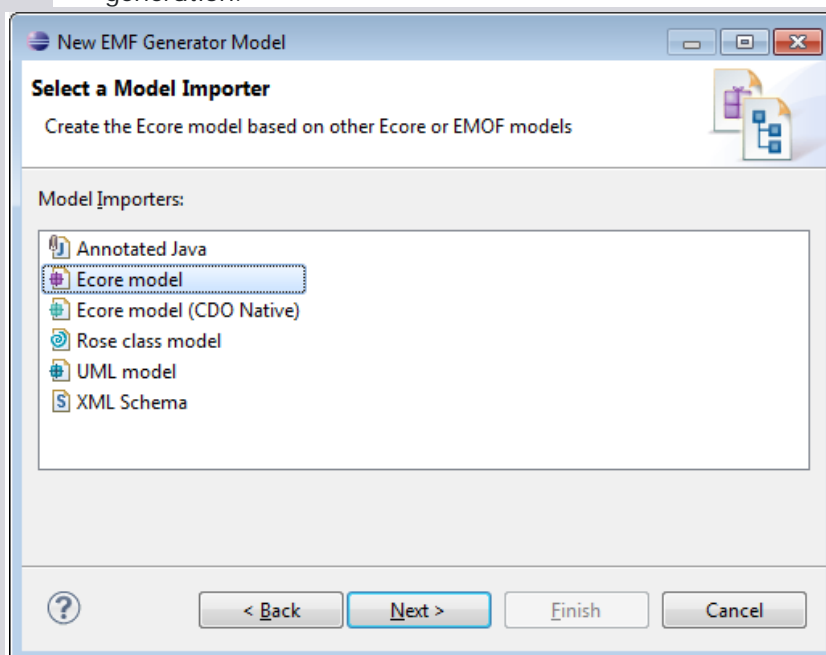 generation.
New EMF Generator Model
Select a Model Importer
Create the Ecore model based on other Ecore or EMOF models
Model Importers:
Annotated Java
Ecore model
Ecore model (CDO Native)
Rose class model
UML model
XML Schema
< Back Next > Finish Cancel